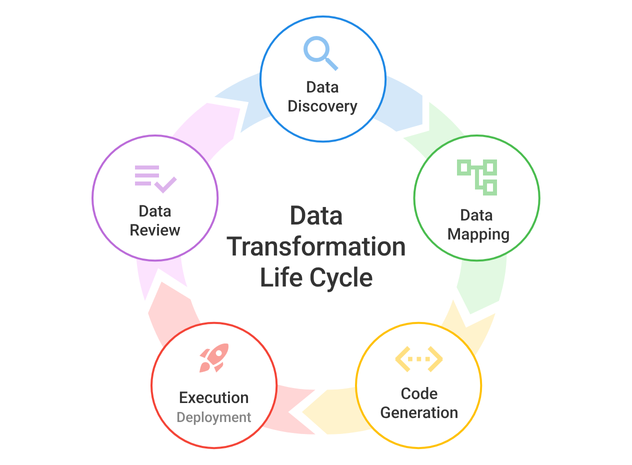 Data
Discovery
Data
Mapping
Code
Generation
Execution
Deployment
Data
Review
Data
Transformation
Life Cycle